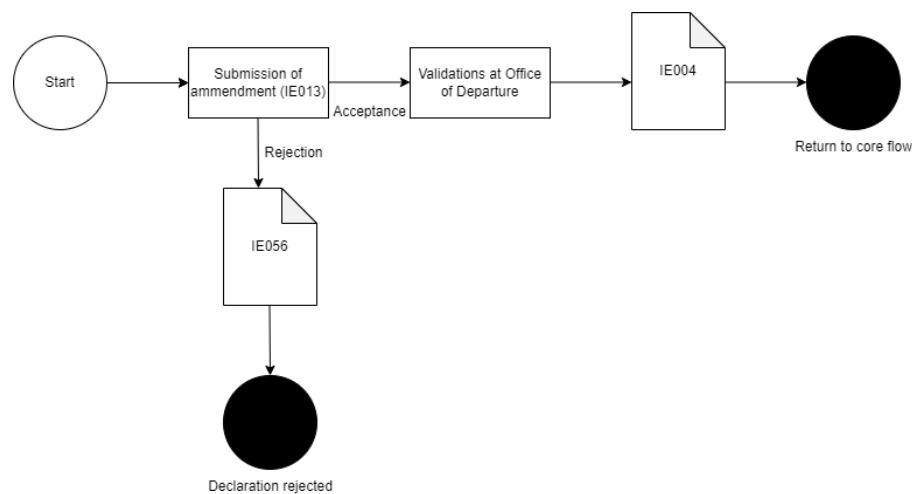 Start
Submission of
ammendment (IE013)
Acceptance
Validations at Office
of Departure
IE004
Return to core flow
Rejection
IE056
Declaration rejected